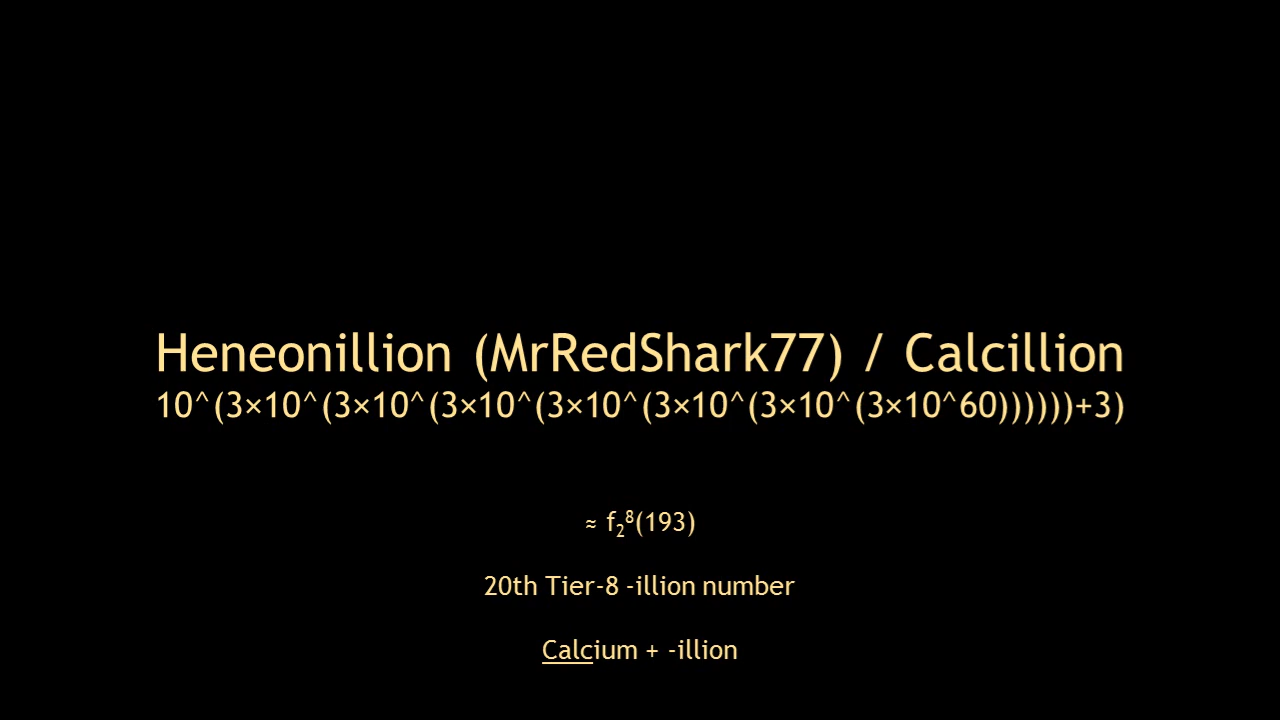 Heneonillion (MrRedShark77) / Calcillion
10^(3×10^(3×10^(3×10^(3×10^(3×10^(3×10^(3×10^60))))))+3)
≈ f₂⁸(193)
20th Tier-8 -illion number
Calcium + -illion